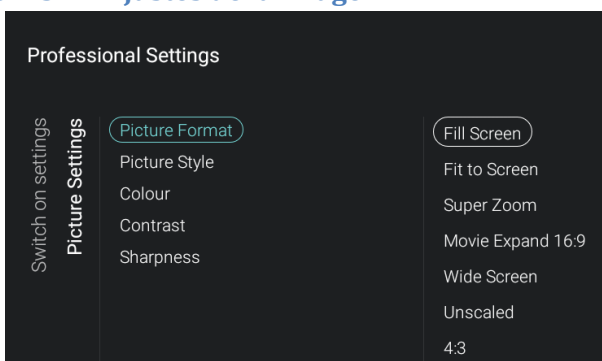 Professional Settings
Switch on settings
Picture Settings
Picture Format
Picture Style
Colour
Contrast
Sharpness
Fill Screen
Fit to Screen
Super Zoom
Movie Expand 16:9
Wide Screen
Unscaled
4:3